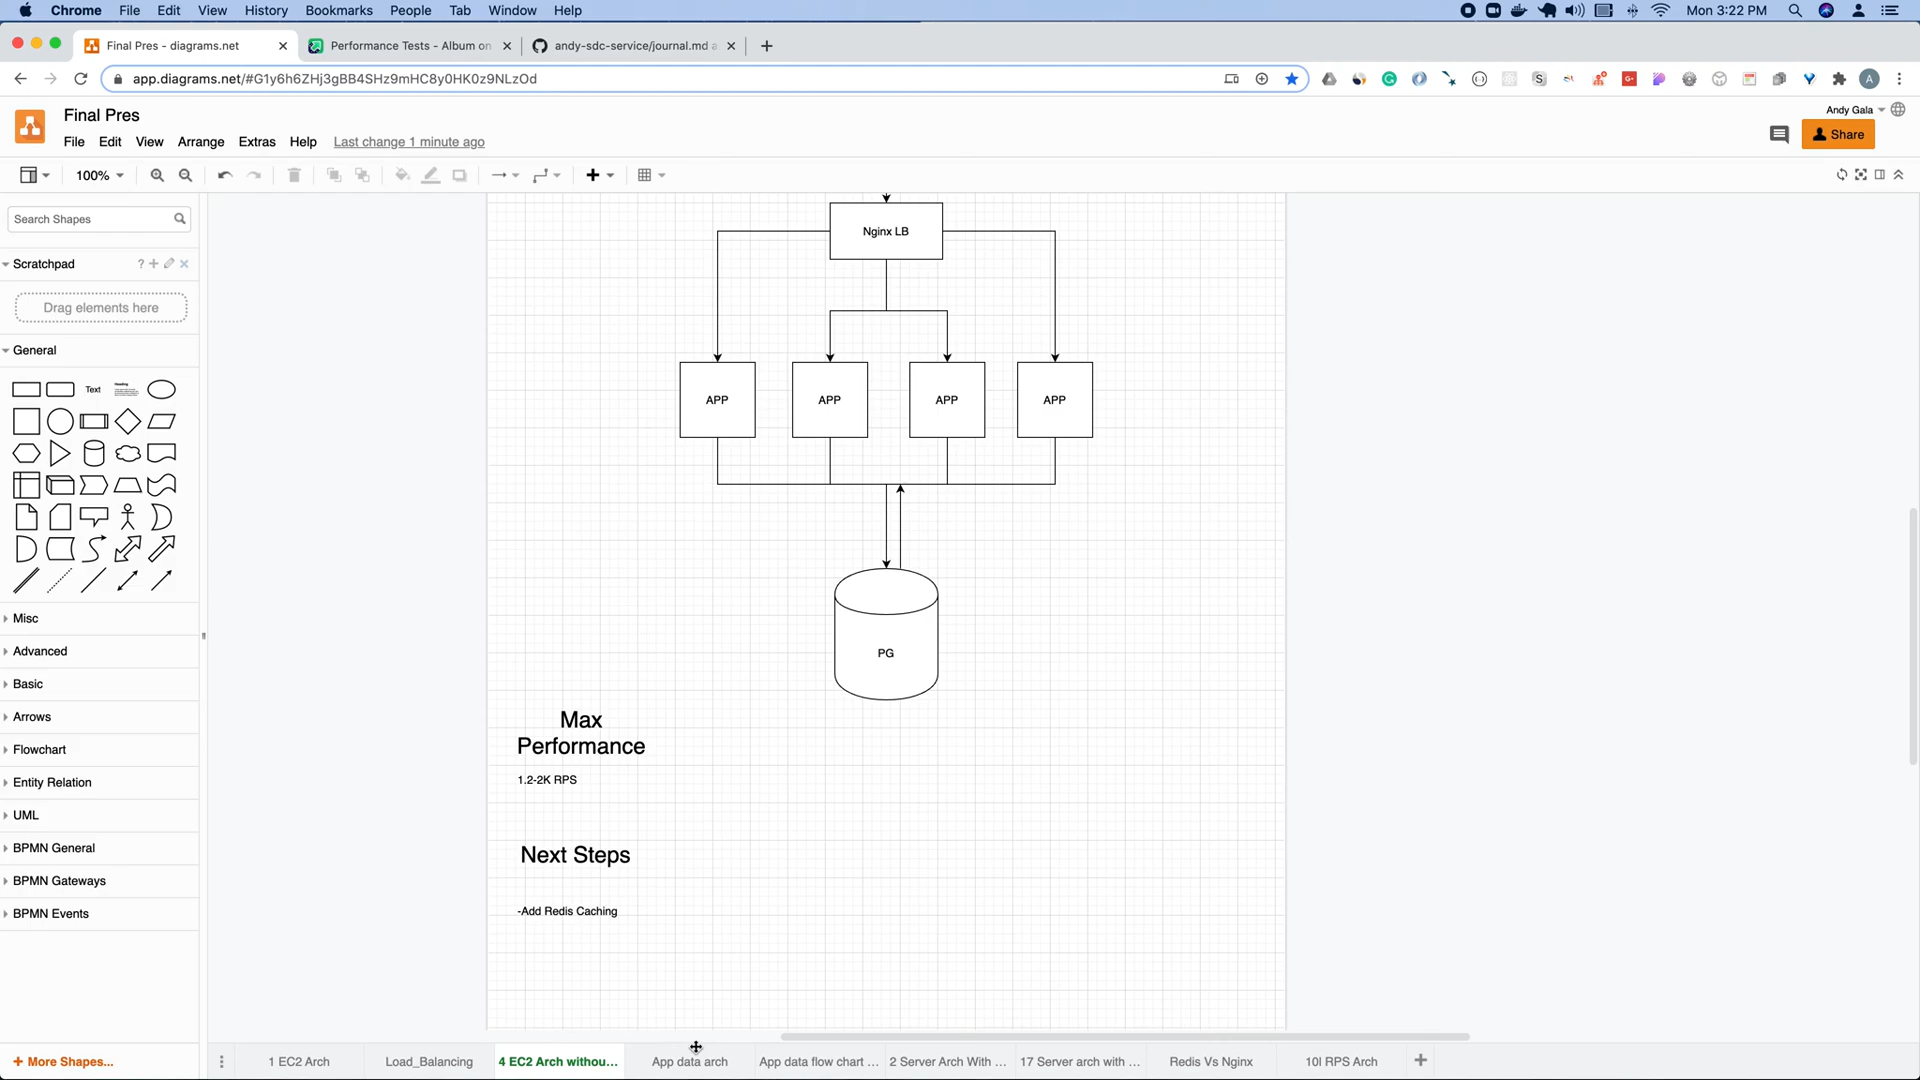 Chrome File Edit View History Bookmarks People Tab Window Help Mon 3:22 PM
Final Pres - diagrams.net Performance Tests - Album on andy-sdc-service/journal.md a
app.diagrams.net/#G1y6h6ZHj3gBB4SHz9mHC8y0HK0z9NLzOd
Final Pres
Andy Gala
File Edit View Arrange Extras Help Last change 1 minute ago
Share
100%
Search Shapes
Scratchpad
Drag elements here
General
Text
Heading
Misc
Advanced
Basic
Arrows
Flowchart
Entity Relation
UML
BPMN General
BPMN Gateways
BPMN Events
+ More Shapes...
Nginx LB
APP APP APP APP
PG
Max
Performance
1.2-2K RPS
Next Steps
-Add Redis Caching
1 EC2 Arch Load_Balancing 4 EC2 Arch withou... App data arch App data flow chart ... 2 Server Arch With ... 17 Server arch with ... Redis Vs Nginx 10l RPS Arch